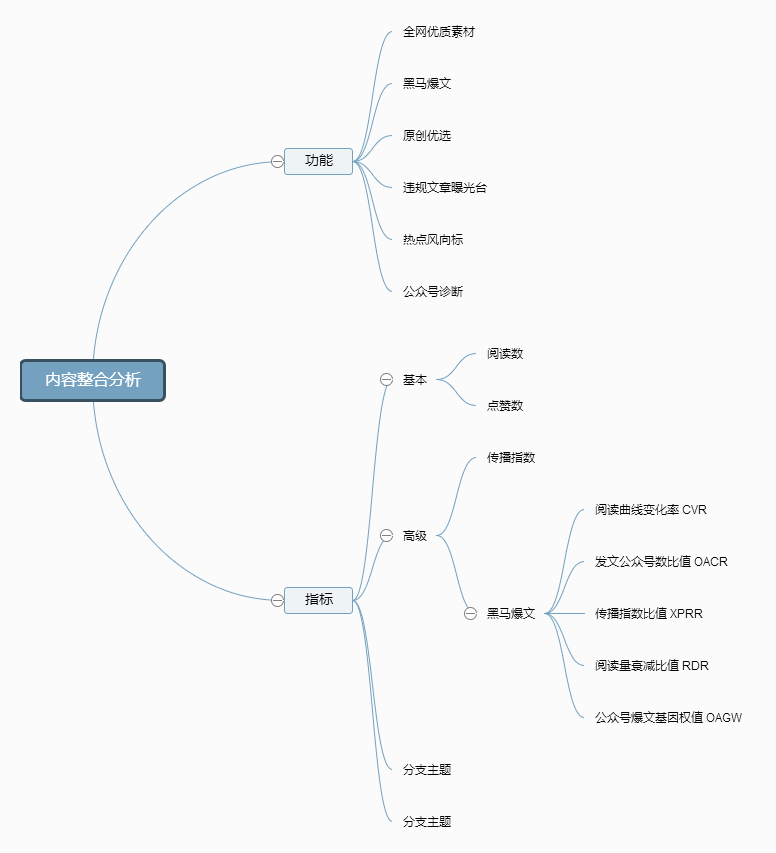 全网优质素材
黑马爆文
原创优选
功能
违规文章曝光台
热点风向标
公众号诊断
内容整合分析
阅读数
基本
点赞数
传播指数
阅读曲线变化率 CVR
高级
发文公众号数比值 OACR
指标
黑马爆文
传播指数比值 XPRR
阅读量衰减比值 RDR
公众号爆文基因权值 OAGW
分支主题
分支主题